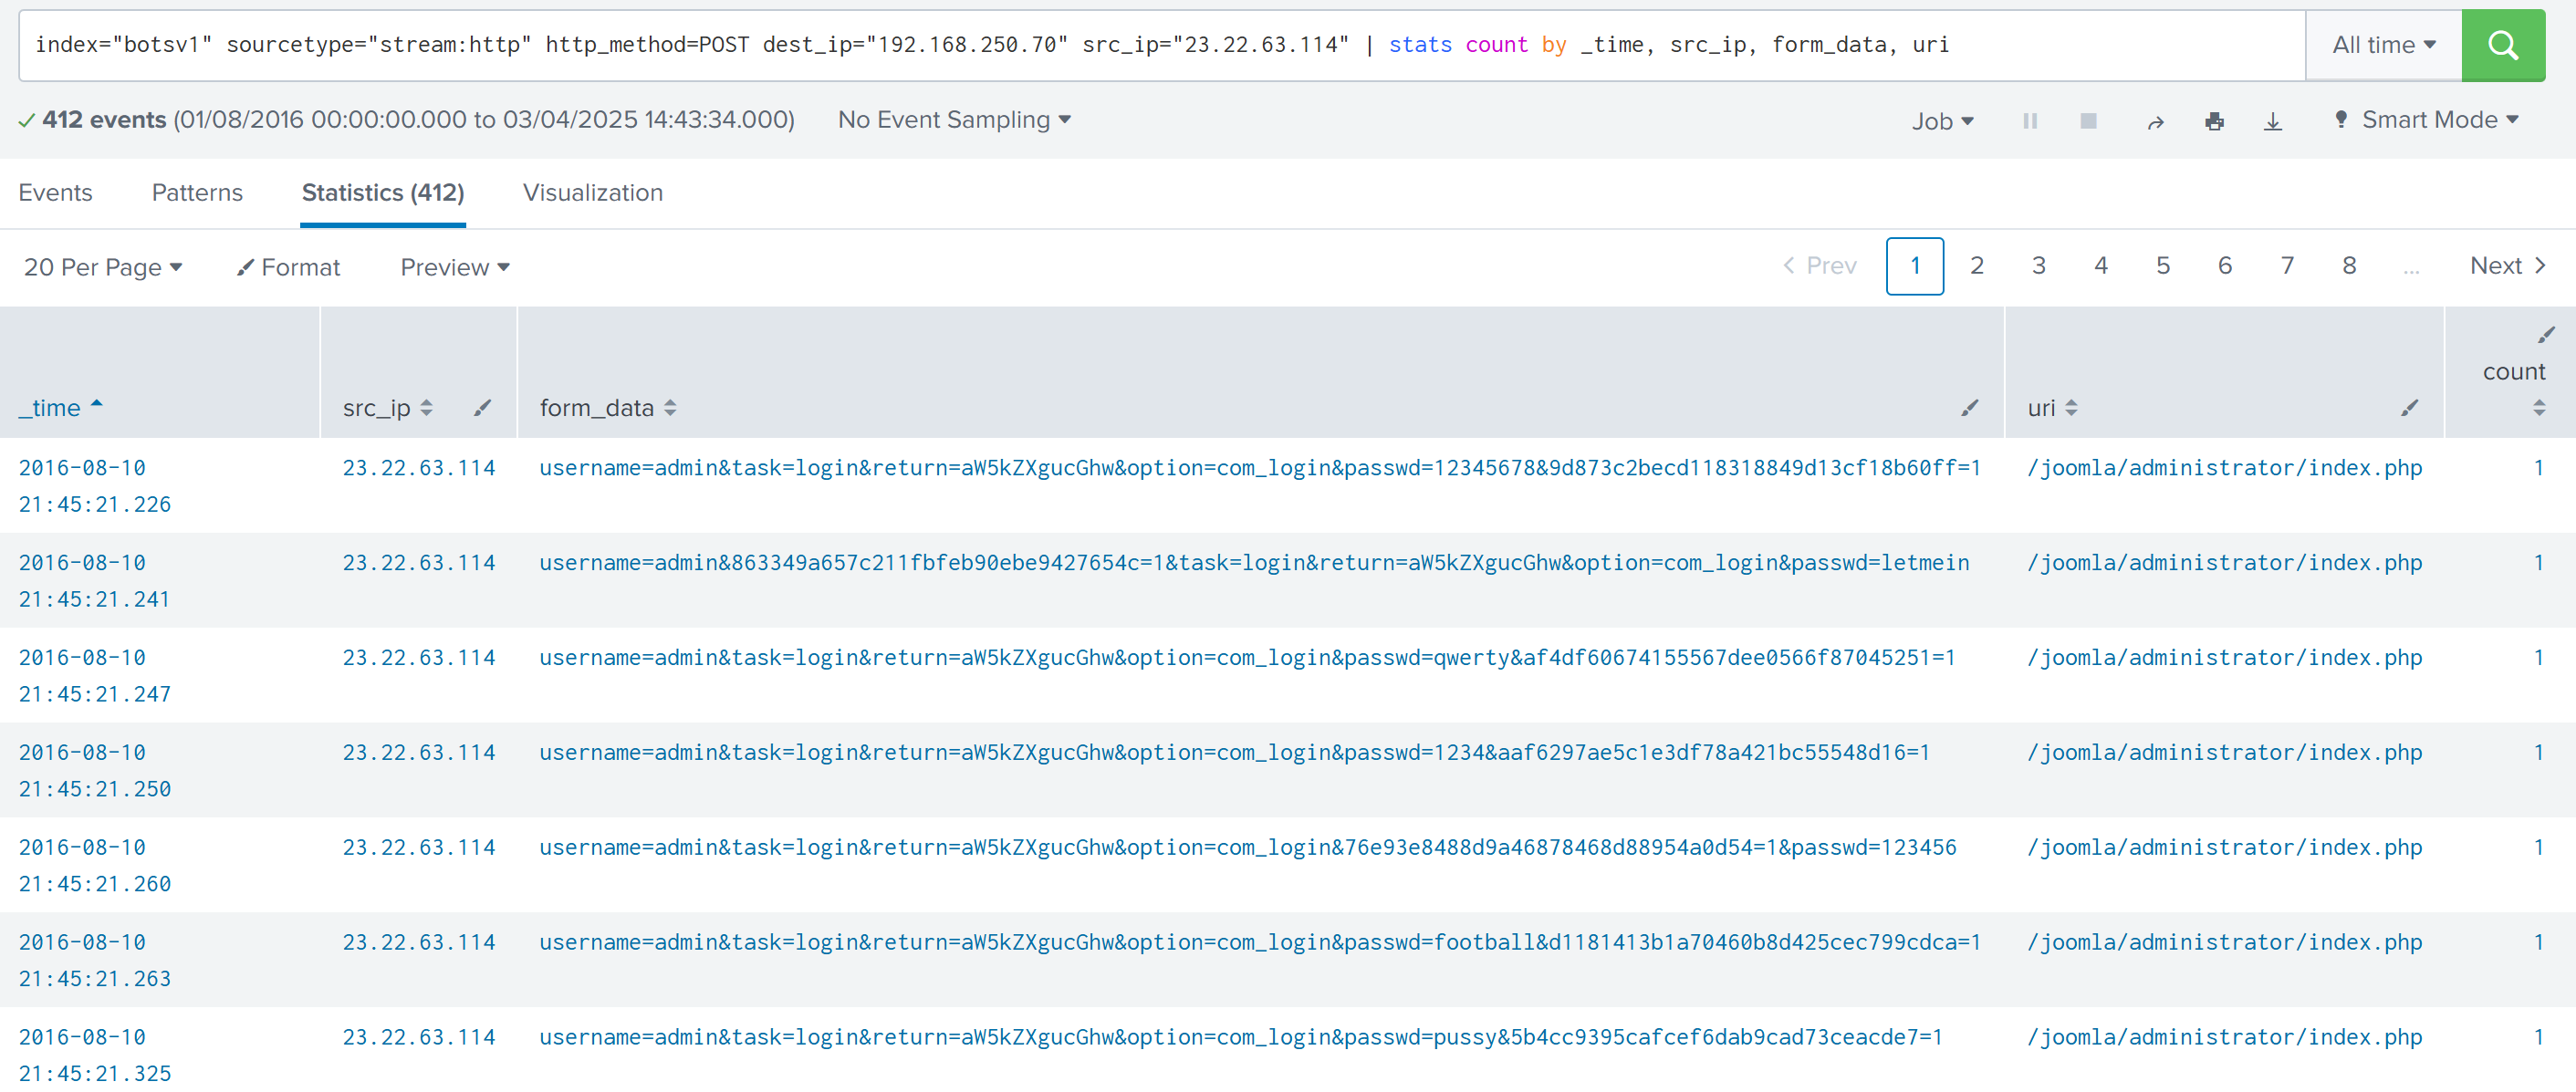 index="botsv1" sourcetype="stream:http" http_method=POST dest_ip="192.168.250.70" src_ip="23.22.63.114" | stats count by _time, src_ip, form_data, uri
All time
412 events (01/08/2016 00:00:00.000 to 03/04/2025 14:43:34.000) No Event Sampling Job Smart Mode
Events Patterns Statistics (412) Visualization
20 Per Page Format Preview Prev 1 2 3 4 5 6 7 8 ... Next
_time src_ip form_data uri count
2016-08-10 23.22.63.114 username=admin&task=login&return=aW5kZXgucGhw&option=com_login&passwd=12345678&9d873c2becd118318849d13cf18b60ff=1 /joomla/administrator/index.php 1
21:45:21.226
2016-08-10 23.22.63.114 username=admin&863349a657c211fbfeb90ebe9427654c=1&task=login&return=aW5kZXgucGhw&option=com_login&passwd=letmein /joomla/administrator/index.php 1
21:45:21.241
2016-08-10 23.22.63.114 username=admin&task=login&return=aW5kZXgucGhw&option=com_login&passwd=qwerty&af4df60674155567dee0566f87045251=1 /joomla/administrator/index.php 1
21:45:21.247
2016-08-10 23.22.63.114 username=admin&task=login&return=aW5kZXgucGhw&option=com_login&passwd=1234&aaf6297ae5c1e3df78a421bc55548d16=1 /joomla/administrator/index.php 1
21:45:21.250
2016-08-10 23.22.63.114 username=admin&task=login&return=aW5kZXgucGhw&option=com_login&76e93e8488d9a46878468d88954a0d54=1&passwd=123456 /joomla/administrator/index.php 1
21:45:21.260
2016-08-10 23.22.63.114 username=admin&task=login&return=aW5kZXgucGhw&option=com_login&passwd=football&d1181413b1a70460b8d425cec799cdca=1 /joomla/administrator/index.php 1
21:45:21.263
2016-08-10 23.22.63.114 username=admin&task=login&return=aW5kZXgucGhw&option=com_login&passwd=pussy&5b4cc9395cafcef6dab9cad73ceacde7=1 /joomla/administrator/index.php 1
21:45:21.325